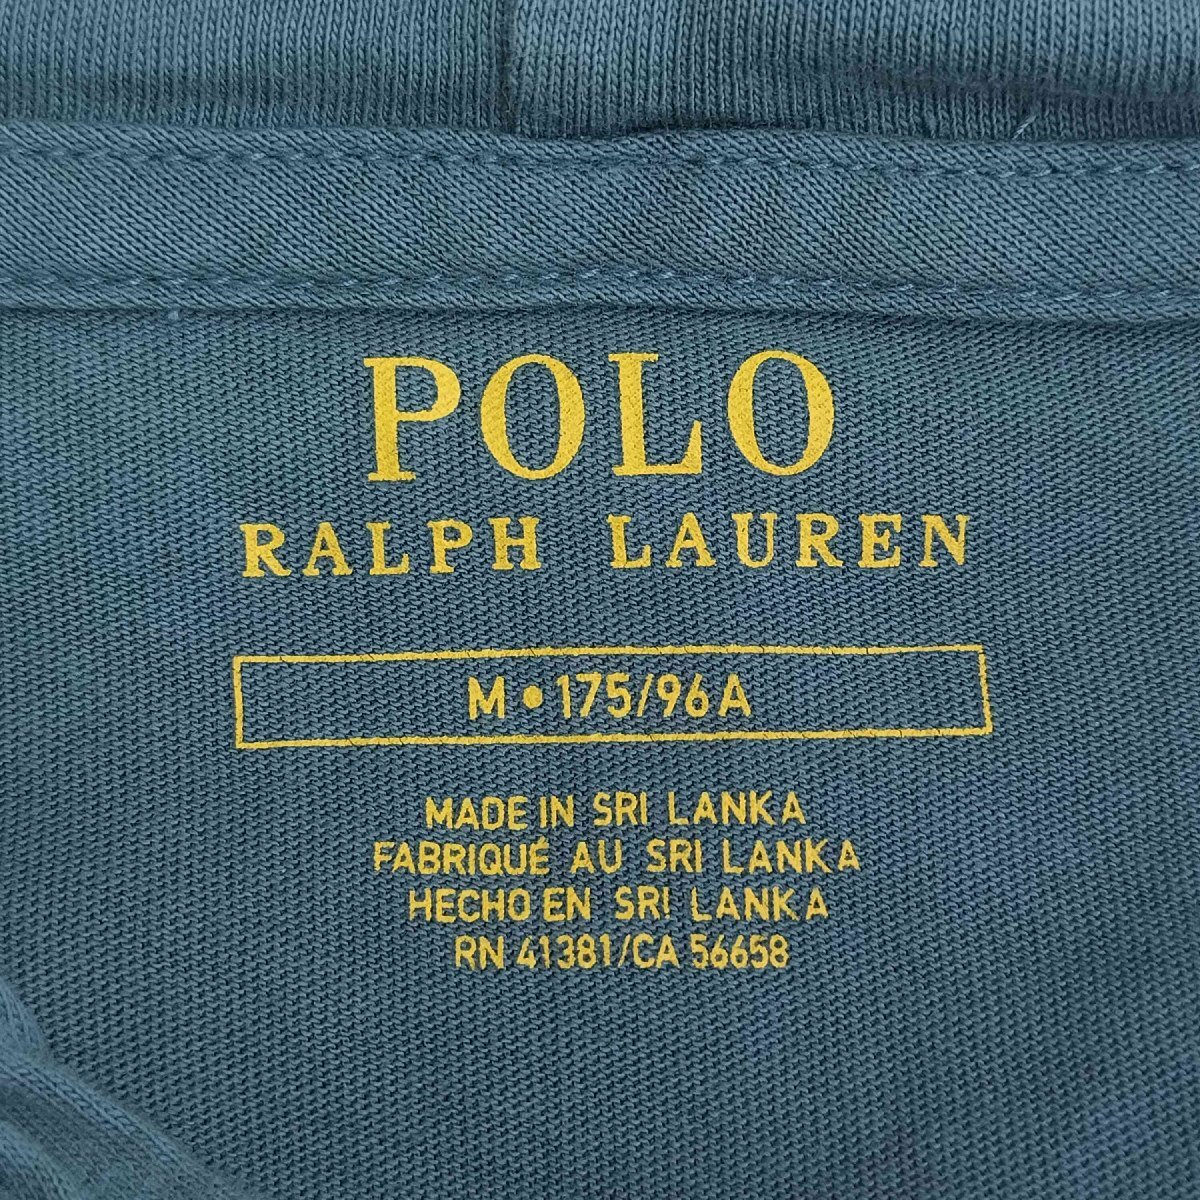 POLO
RALPH LAUREN
M•175/96A
MADE IN SRI LANKA
FABRIQUÉ AU SRI LANKA
HECHO EN SRI LANKA
RN 41381/CA 56658